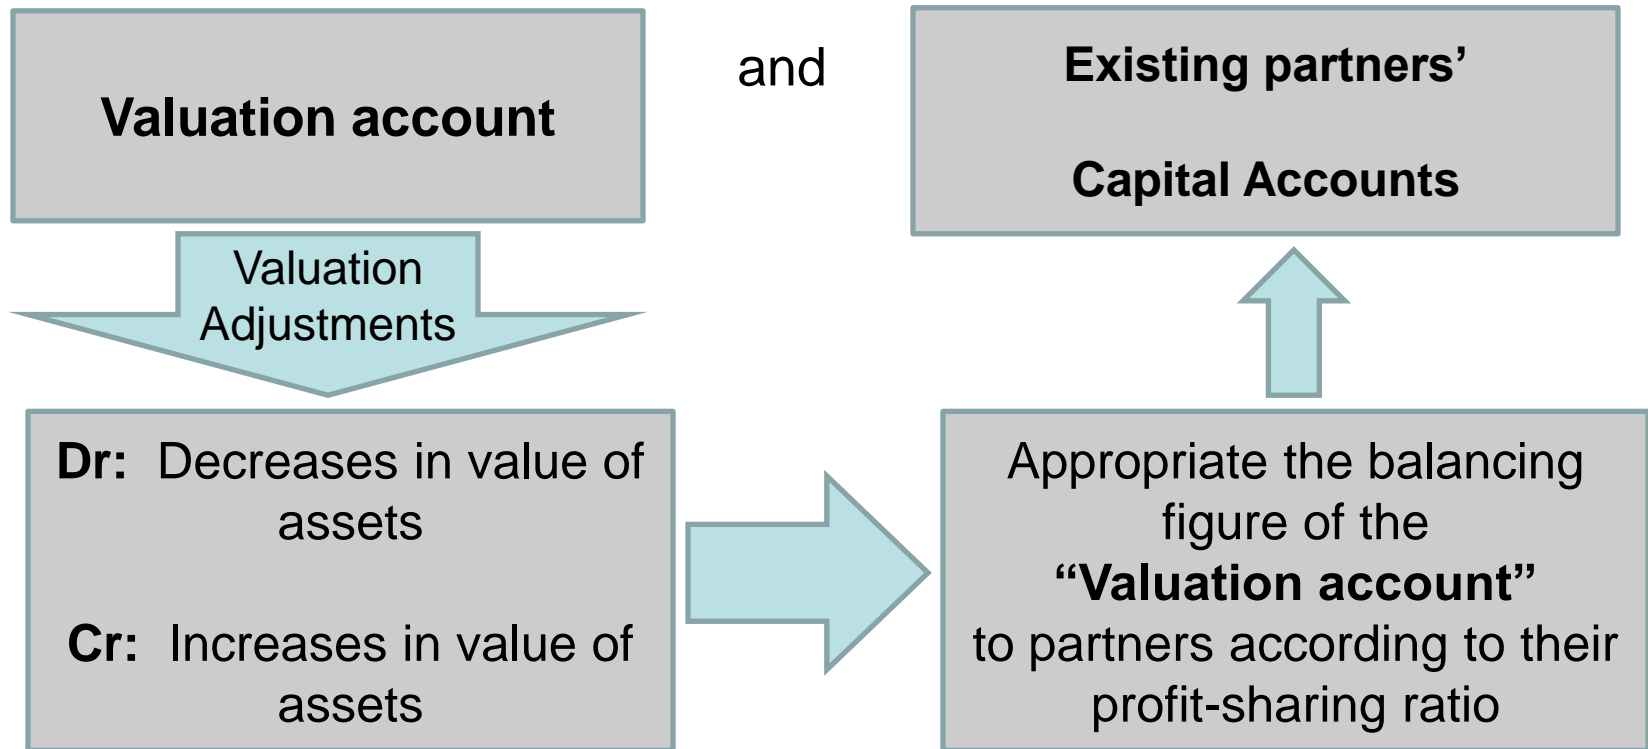 Valuation account
and
Existing partners’
Capital Accounts
Valuation
Adjustments
Dr: Decreases in value of
assets
Cr: Increases in value of
assets
Appropriate the balancing
figure of the
“Valuation account”
to partners according to their
profit-sharing ratio